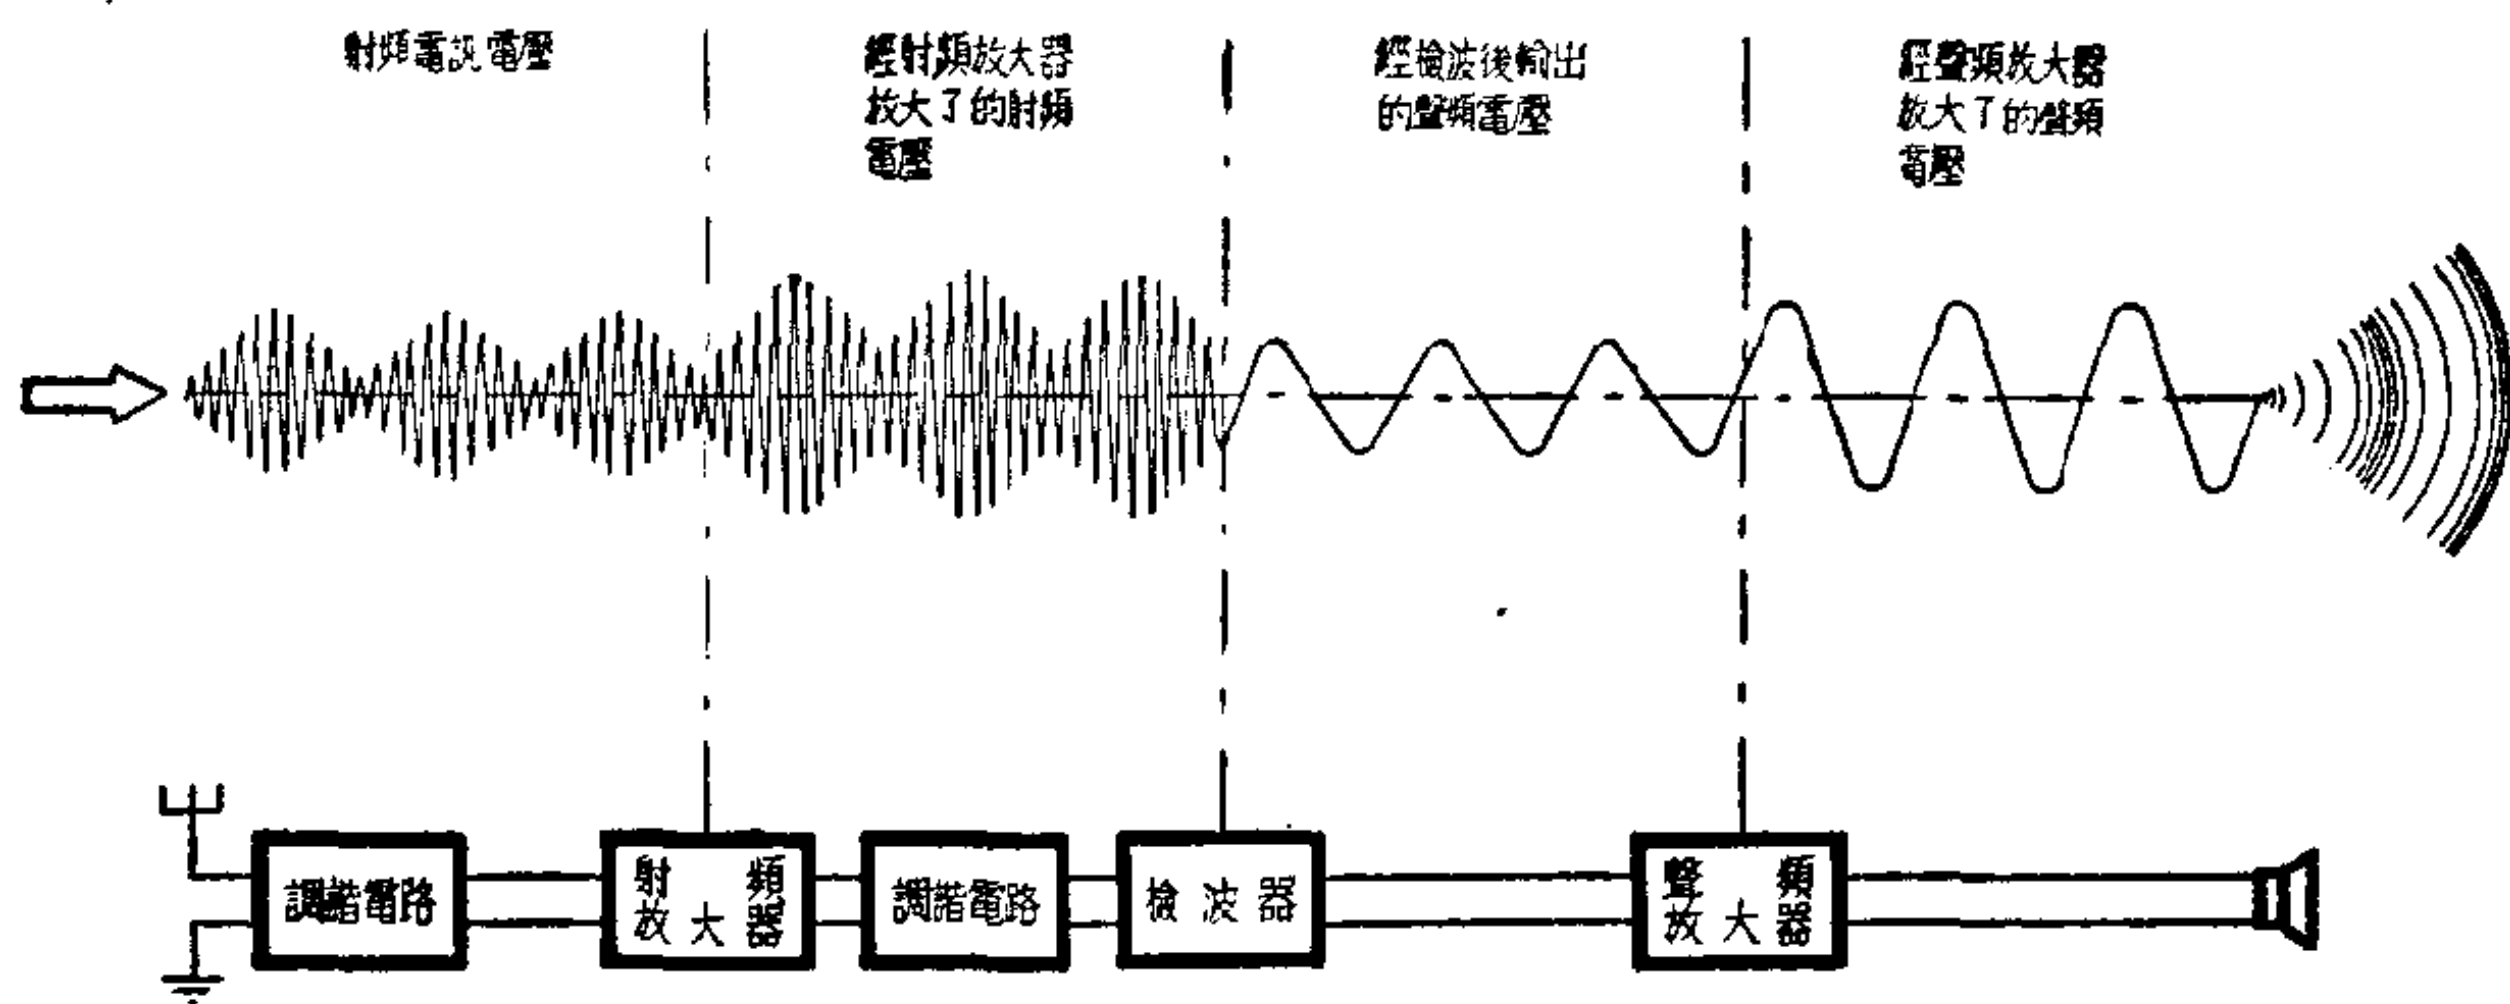 射頻電訊電壓
經射頻放大器
放大了的射頻
電壓
經檢波後輸出
的聲頻電壓
經聲頻放大器
放大了的聲頻
電壓
調諧電路
射頻
放大器
調諧電路
檢波器
聲頻
放大器